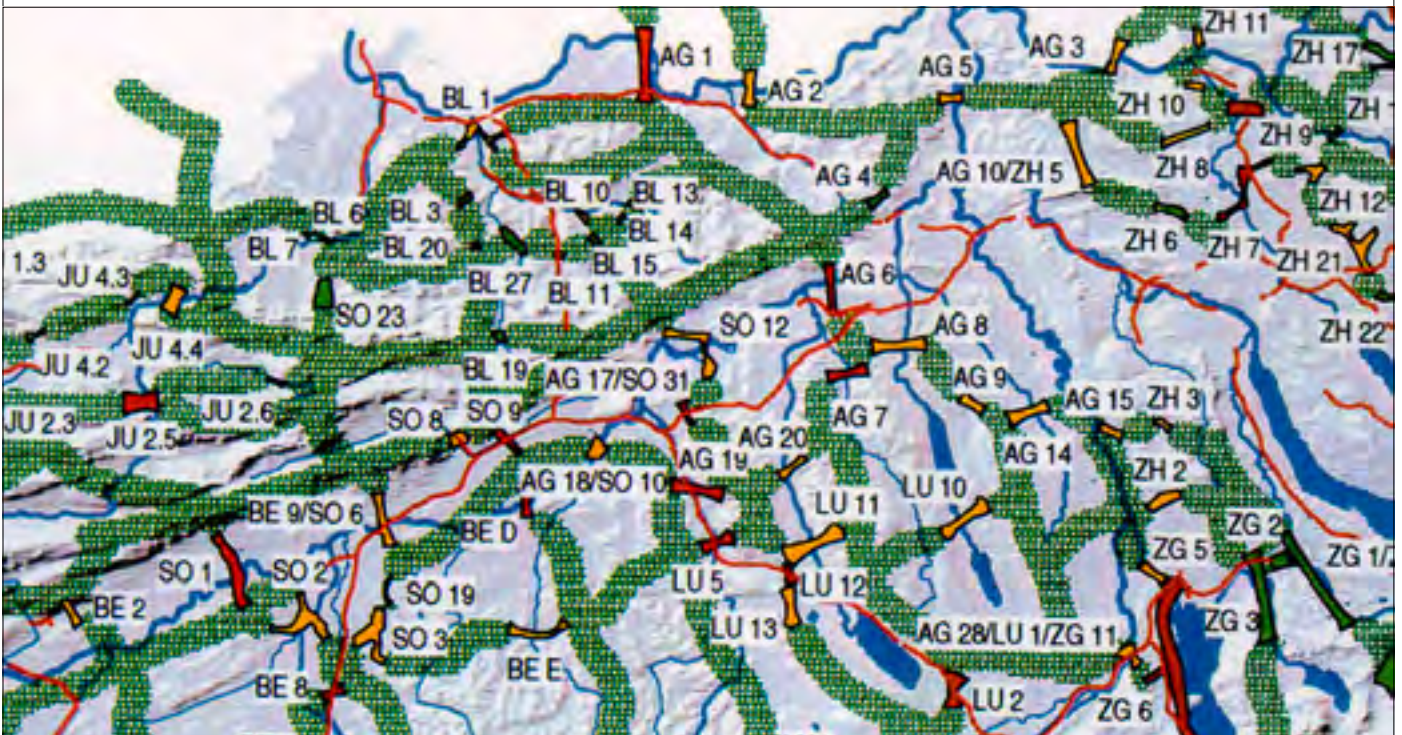 ZH 11
AG 3
ZH 17
AG 1
AG 5
AG 2
BL 1
ZH 10
ZH 1
ZH 9
ZH 8
AG 4
AG 10/ZH 5
BL 10
BL 13
BL 6
BL 3
ZH 12
BL 14
BL 7
BL 20
ZH 6
ZH 7
ZH 21
1.3
JU 4.3
BL 15
AG 6
BL 27
BL 11
SO 23
SO 12
AG 8
ZH 22
JU 4.4
JU 4.2
BL 19
AG 17/SO 31
AG 9
AG 15
ZH 3
JU 2.3
JU 2.6
SO 8
SO 9
AG 7
JU 2.5
AG 20
AG 14
AG 19
ZH 2
AG 18/SO 10
LU 10
LU 11
BE 9/SO 6
BE D
ZG 2
ZG 5
ZG 1/Z
SO 1
SO 2
LU 5
LU 12
SO 19
BE 2
ZG 3
LU 13
AG 28/LU 1/ZG 11
SO 3
BE E
BE 8
LU 2
ZG 6